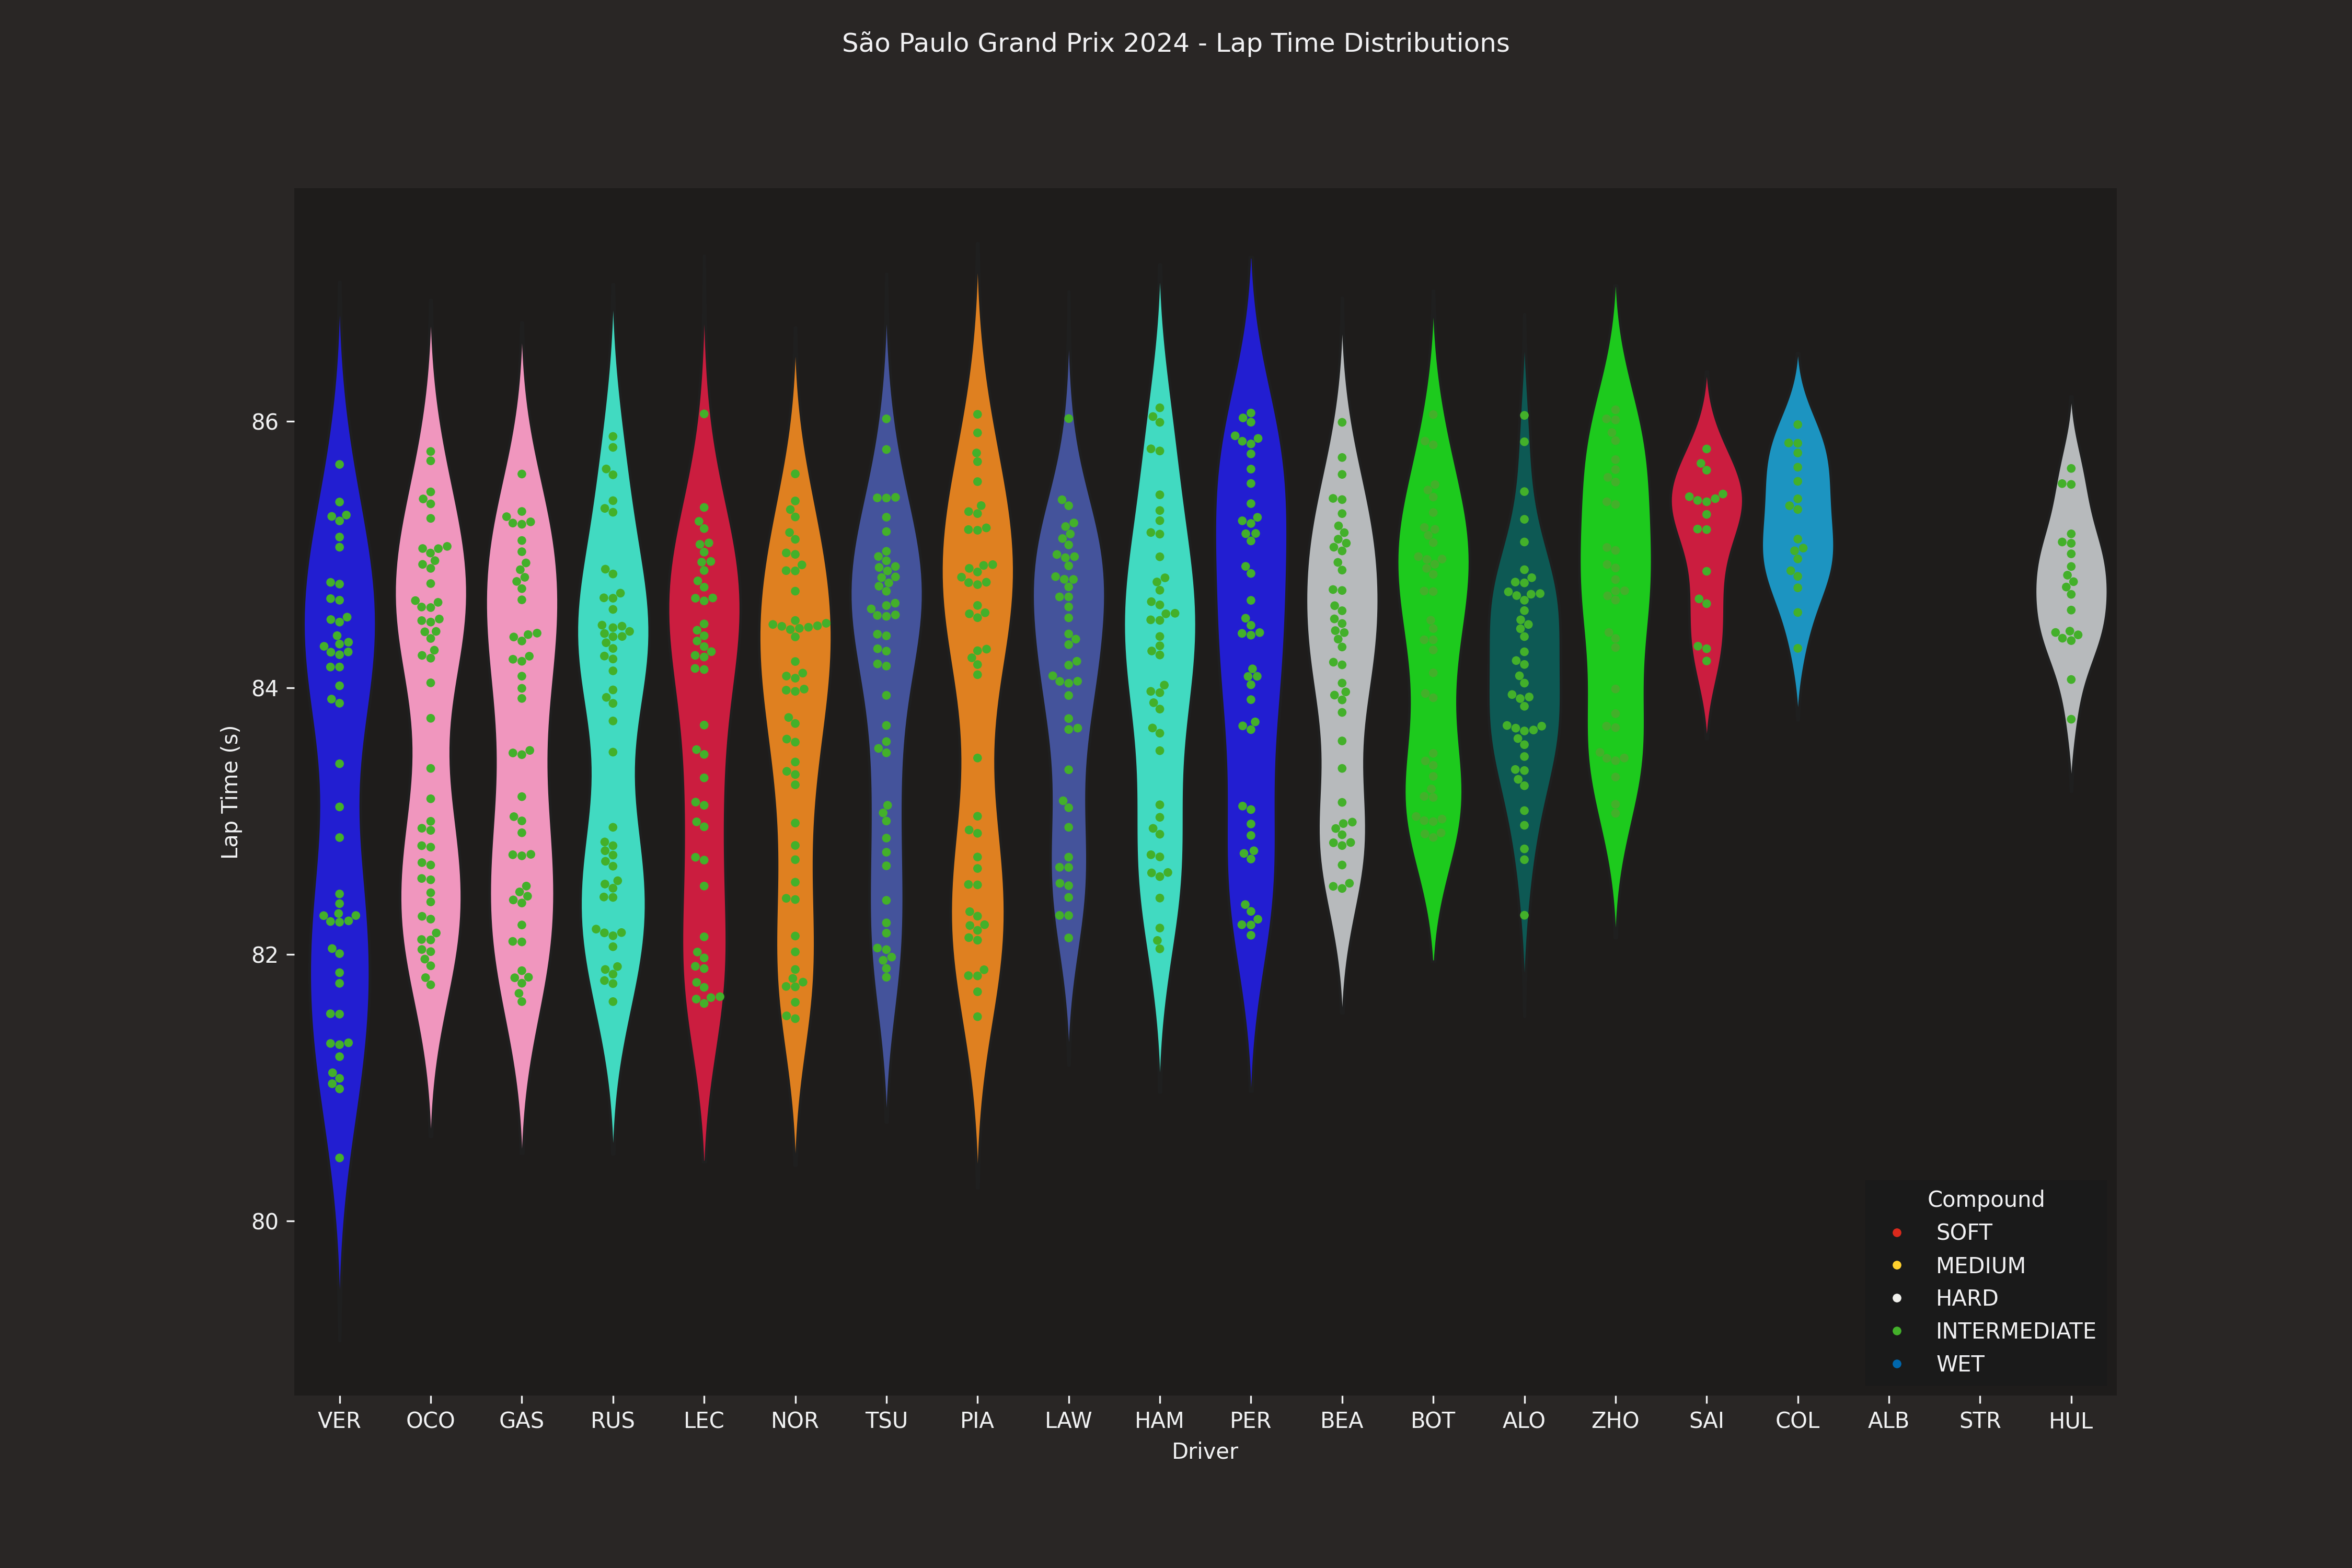 São Paulo Grand Prix 2024 - Lap Time Distributions
86
84
82
80
Lap Time (s)
Compound
SOFT
MEDIUM
HARD
INTERMEDIATE
WET
VER OCO GAS RUS LEC NOR TSU PIA LAW HAM PER BEA BOT ALO ZHO SAI COL ALB STR HUL
Driver